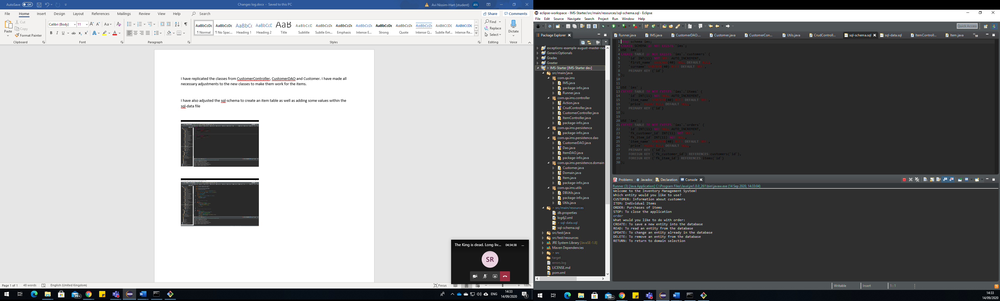 AutoSave Off
Changes log.docx - Saved to this PC
Avi Nissim-Hart (student) AN
File Home Insert Design Layout References Mailings Review View Help Search
Share Comments
Paste
Cut
Copy
Format Painter
Calibri (Body) 11
AaBbCcDc AaBbCcDc AaBbCc AaBbCcC AaB AaBbCcC AaBbCcDc AaBbCcDc AaBbCcDc AaBbCcDc AaBbCcDc AaBbCcDc AABBCCDC AABBCCDC
¶ Normal ¶ No Spac... Heading 1 Heading 2 Title Subtitle Subtle Em... Emphasis Intense E... Strong Quote Intense Q... Subtle Ref... Intense Re...
Find
Replace
Select
Dictate
Clipboard Font Paragraph Styles Editing Voice
I have replicated the classes from CustomerController, CustomerDAO and Customer. I have made all
necessary adjustments to the new classes to make them work for the items.
I have also adjusted the sql-schema to create an item table as well as adding some values within the
sql-data file
The King is dead. Long liv... 04:34:38
SR
Page 1 of 1 48 words English (United Kingdom)
Focus 100%
99+
ENG
14:33
14/09/2020
eclipse-workspace - IMS-Starter/src/main/resources/sql-schema.sql - Eclipse
File Edit Source Navigate Search Project Run Window Help
Quick Access
Package Explorer
exceptions-example-august-master-new
GenericOptionals
Grades
Greeter
> IMS-Starter [IMS-Starter dev]
src/main/java
com.qa.ims
IMS.java
package-info.java
Runner.java
com.qa.ims.controller
Action.java
CrudController.java
CustomerController.java
ItemController.java
package-info.java
com.qa.ims.persistence
package-info.java
com.qa.ims.persistence.dao
CustomerDAO.java
Dao.java
ItemDAO.java
package-info.java
com.qa.ims.persistence.domain
Customer.java
Domain.java
Item.java
package-info.java
com.qa.ims.utils
DBUtils.java
package-info.java
Utils.java
> src/main/resources
db.properties
log4j2.xml
> sql-data.sql
sql-schema.sql
src/test/java
src/test/resources
JRE System Library [JavaSE-1.8]
Maven Dependencies
> src
target
errors.log
LICENSE.md
pom.xml
Runner.java IMS.java CustomerDAO.... Customer.java CustomerCon... Utils.java CrudControll... sql-schema.sql sql-data.sql ItemControll... Item.java
1 schema ims;
2 CREATE SCHEMA IF NOT EXISTS `ims`;
3 USE `ims` ;
4 CREATE TABLE IF NOT EXISTS `ims`.`customers` (
5 `id` INT(11) NOT NULL AUTO_INCREMENT,
6 `first_name` VARCHAR(40) NULL DEFAULT NULL,
7 `surname` VARCHAR(40) NULL DEFAULT NULL,
8 PRIMARY KEY (`id`)
9 );
10
11
12 USE `ims` ;
13 CREATE TABLE IF NOT EXISTS `ims`.`items` (
14 `id` INT(11) NOT NULL AUTO_INCREMENT,
15 `item_name` VARCHAR(40) NULL DEFAULT NULL,
16 `price` NULL DEFAULT NULL,
17 PRIMARY KEY (`id`)
18 );
19
20 USE `ims` ;
21 CREATE TABLE IF NOT EXISTS `ims`.`orders` (
22 `id` INT(11) NOT NULL AUTO_INCREMENT,
23 `fk_customer_id` INT(11) NOT NULL,
24 `fk_item_id` INT(11) NOT NULL,
25 `item_name` VARCHAR(40) NULL DEFAULT NULL,
26 `price` NULL DEFAULT NULL,
27 PRIMARY KEY (`id`),
28 FOREIGN KEY (`fk_customer_id`) REFERENCES customers(`id`),
29 FOREIGN KEY (`fk_item_id`) REFERENCES items(`id`)
30 );
Problems Javadoc Declaration Console
Runner (3) [Java Application] C:\Program Files\Java\jre1.8.0_261\bin\javaw.exe (14 Sep 2020, 14:33:04)
Welcome to the Inventory Management System!
Which entity would you like to use?
CUSTOMER: Information about customers
ITEM: Individual Items
ORDER: Purchases of items
STOP: To close the application
order
What would you like to do with order:
CREATE: To save a new entity into the database
READ: To read an entity from the database
UPDATE: To change an entity already in the database
DELETE: To remove an entity from the database
RETURN: To return to domain selection
Writable Insert 1 : 1
99+
14:33
14/09/2020